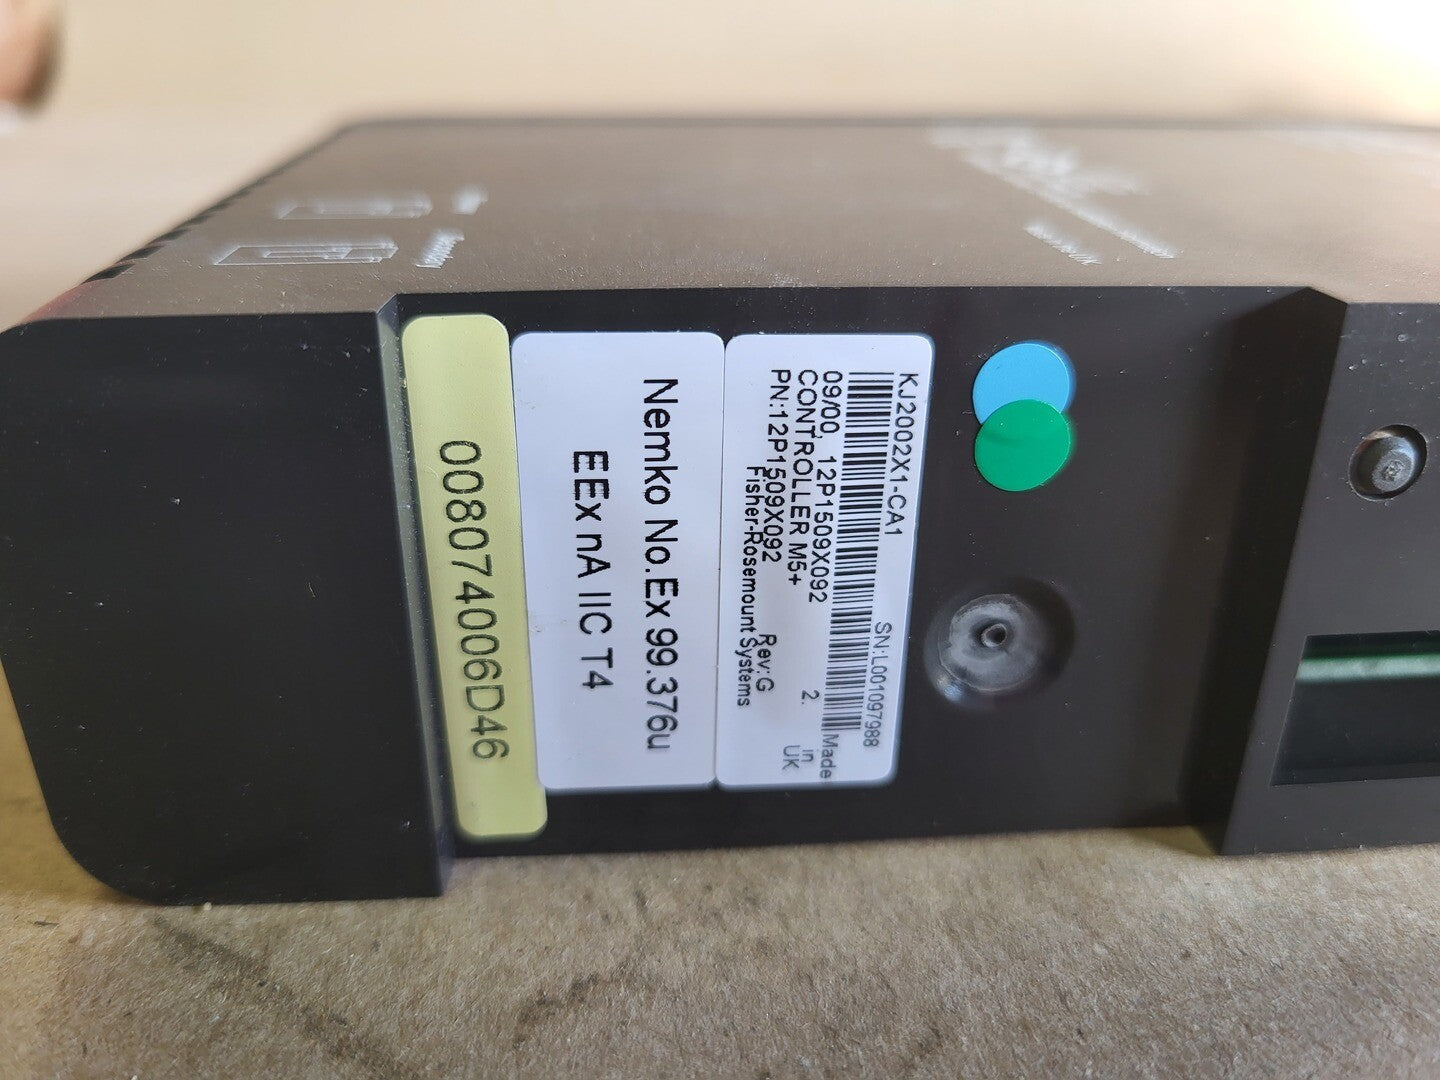 KJ2002X1-CA1
SN:L001097988
09/00, 12P1509X092
2.
Made
in
UK
CONTROLLER M5+
PN:12P1509X092
Rev:G
Fisher-Rosemount Systems
Nemko No.Ex 99.376u
EEx nA IIC T4
008074006D46